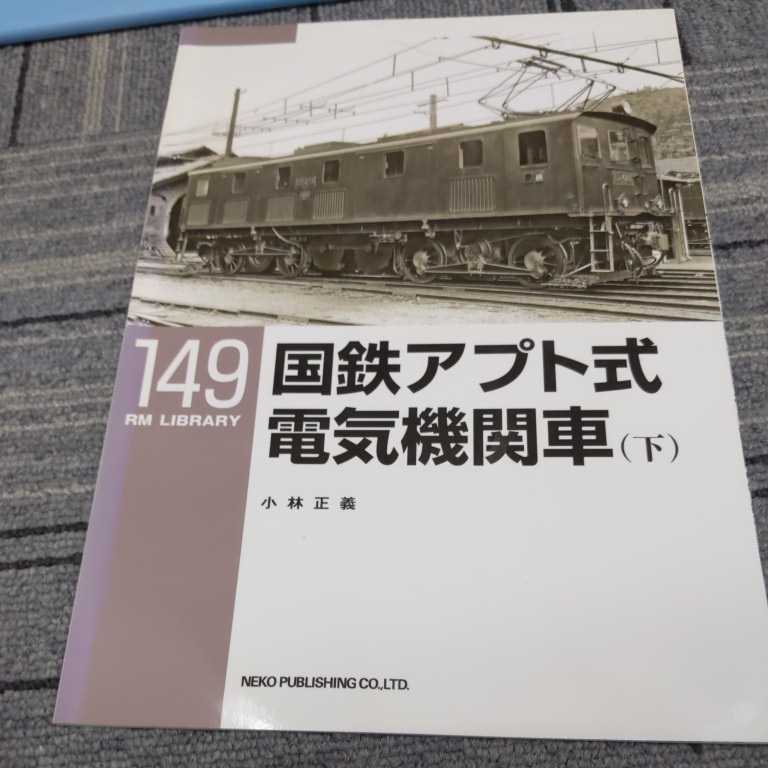 149
RM LIBRARY
国鉄アプト式
電気機関車(下)
小林正義
NEKO PUBLISHING CO.,LTD.